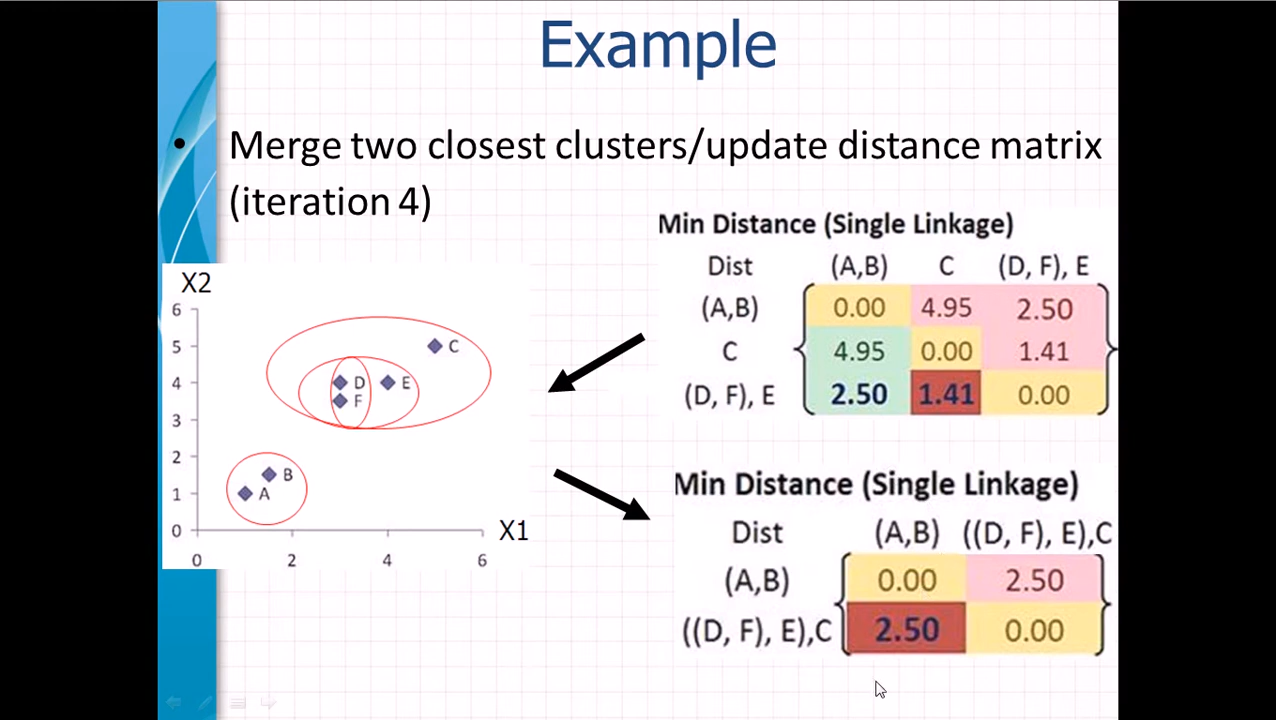 Example
• Merge two closest clusters/update distance matrix
(iteration 4)
Min Distance (Single Linkage)
Dist (A,B) C (D, F), E
(A,B) 0.00 4.95 2.50
C 4.95 0.00 1.41
(D, F), E 2.50 1.41 0.00
X2
6
5 C
4 D E
F
3
2
B
1 A
0
X1
0 2 4 6
Min Distance (Single Linkage)
Dist (A,B) ((D, F), E),C
(A,B) 0.00 2.50
((D, F), E),C 2.50 0.00